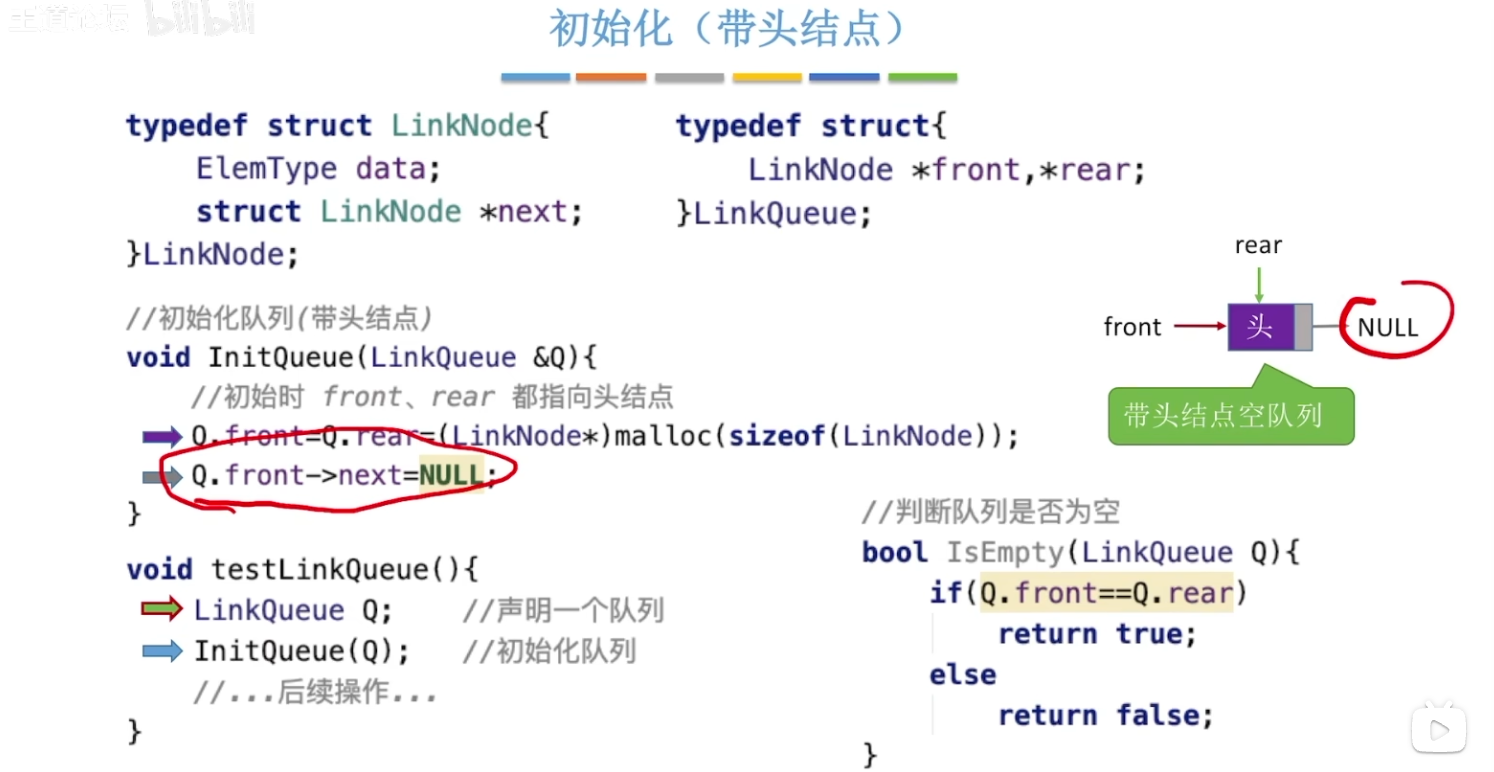 王道论坛 bilibili
初始化（带头结点）
typedef struct LinkNode{
ElemType data;
struct LinkNode *next;
}LinkNode;
typedef struct{
LinkNode *front,*rear;
}LinkQueue;
rear
front
头
NULL
带头结点空队列
//初始化队列(带头结点)
void InitQueue(LinkQueue &Q){
//初始时 front、rear 都指向头结点
Q.front=Q.rear=(LinkNode*)malloc(sizeof(LinkNode));
Q.front->next=NULL;
}
void testLinkQueue(){
LinkQueue Q; //声明一个队列
InitQueue(Q); //初始化队列
//...后续操作...
}
//判断队列是否为空
bool IsEmpty(LinkQueue Q){
if(Q.front==Q.rear)
return true;
else
return false;
}